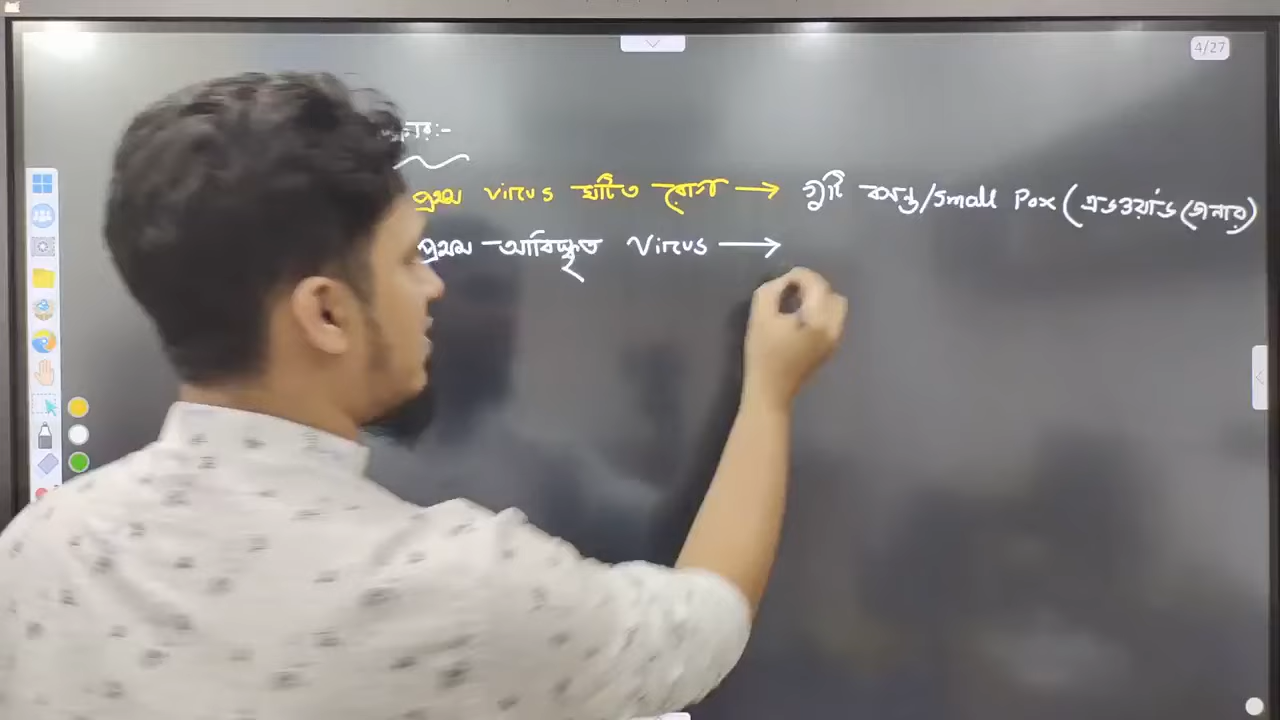 4/27
প্রথম virus ঘটিত রোগ → গুটি বসন্ত/Small Pox (এডওয়ার্ড জেনার)
প্রথম আবিষ্কৃত Virus →